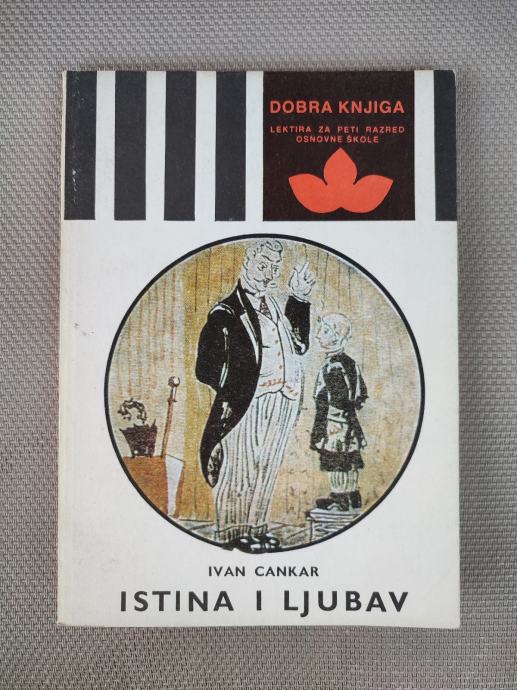 DOBRA KNJIGA
LEKTIRA ZA PETI RAZRED
OSNOVNE ŠKOLE
IVAN CANKAR
ISTINA I LJUBAV